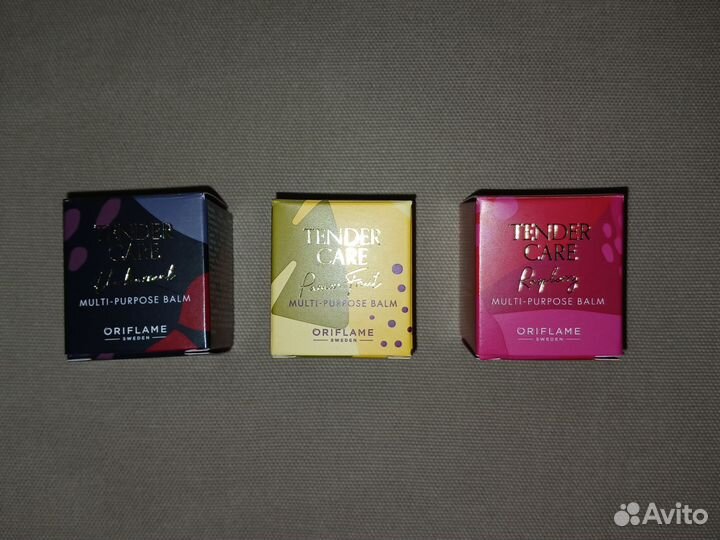 TENDER
CARE
MULTI-PURPOSE BALM
ORIFLAME
SWEDEN
TENDER
CARE
Passion Fruit
MULTI-PURPOSE BALM
ORIFLAME
SWEDEN
TENDER
CARE
Raspberry
MULTI-PURPOSE BALM
ORIFLAME
SWEDEN
Avito